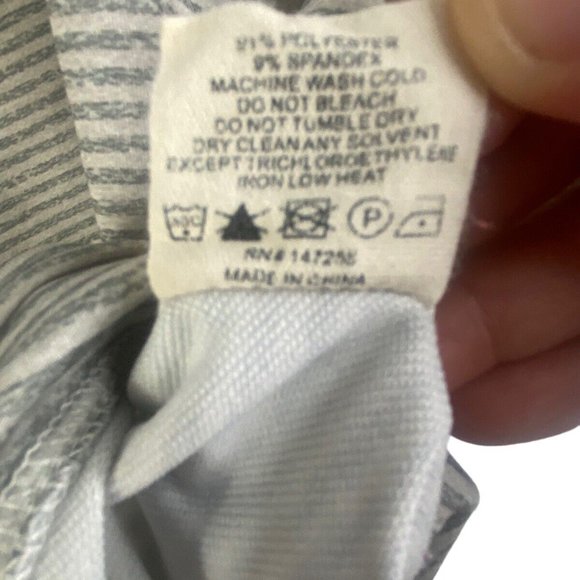 91% POLYESTER
9% SPANDEX
MACHINE WASH COLD
DO NOT BLEACH
DO NOT TUMBLE DRY
DRY CLEAN ANY SOLVENT
EXCEPT TRICHLOROETHYLENE
IRON LOW HEAT
P
RN# 147255
MADE IN CHINA